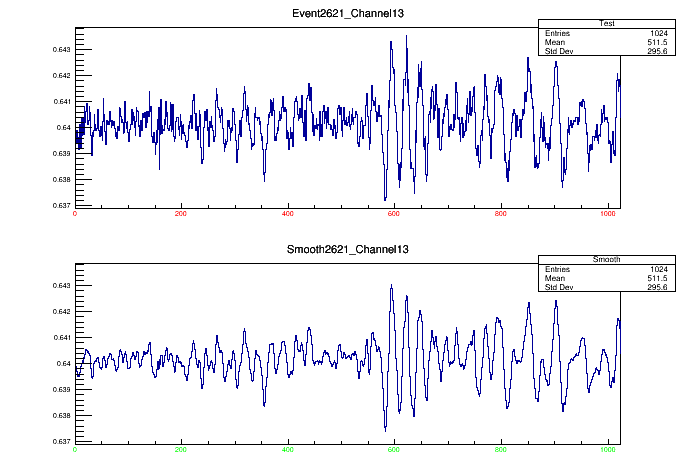 Event2621_Channel13
Test
Entries 1024
Mean 511.5
Std Dev 295.6
0.643
0.642
0.641
0.64
0.639
0.638
0.637
0 200 400 600 800 1000
Smooth2621_Channel13
Smooth
Entries 1024
Mean 511.5
Std Dev 295.6
0.643
0.642
0.641
0.64
0.639
0.638
0.637
0 200 400 600 800 1000